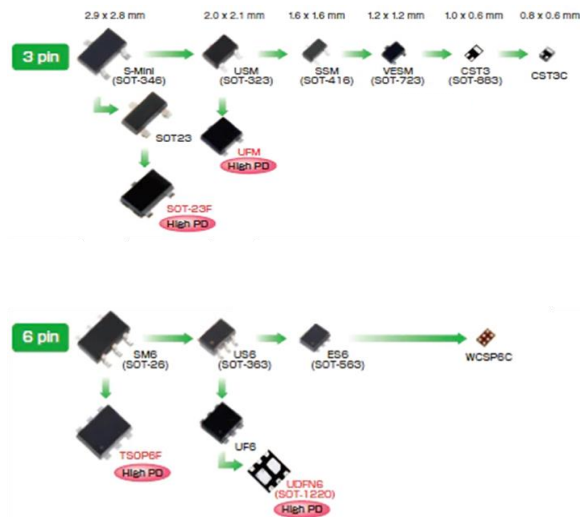 2.9 x 2.8 mm
2.0 x 2.1 mm
1.6 x 1.6 mm
1.2 x 1.2 mm
1.0 x 0.6 mm
0.8 x 0.6 mm
3 pin
S-Mini
(SOT-346)
USM
(SOT-323)
SSM
(SOT-416)
VESM
(SOT-723)
CST3
(SOT-883)
CST3C
SOT23
UFM
High PD
SOT-23F
High PD
6 pin
SM6
(SOT-26)
US6
(SOT-363)
ES6
(SOT-563)
WCSP6C
TSOP6F
High PD
UF6
UDFN6
(SOT-1220)
High PD